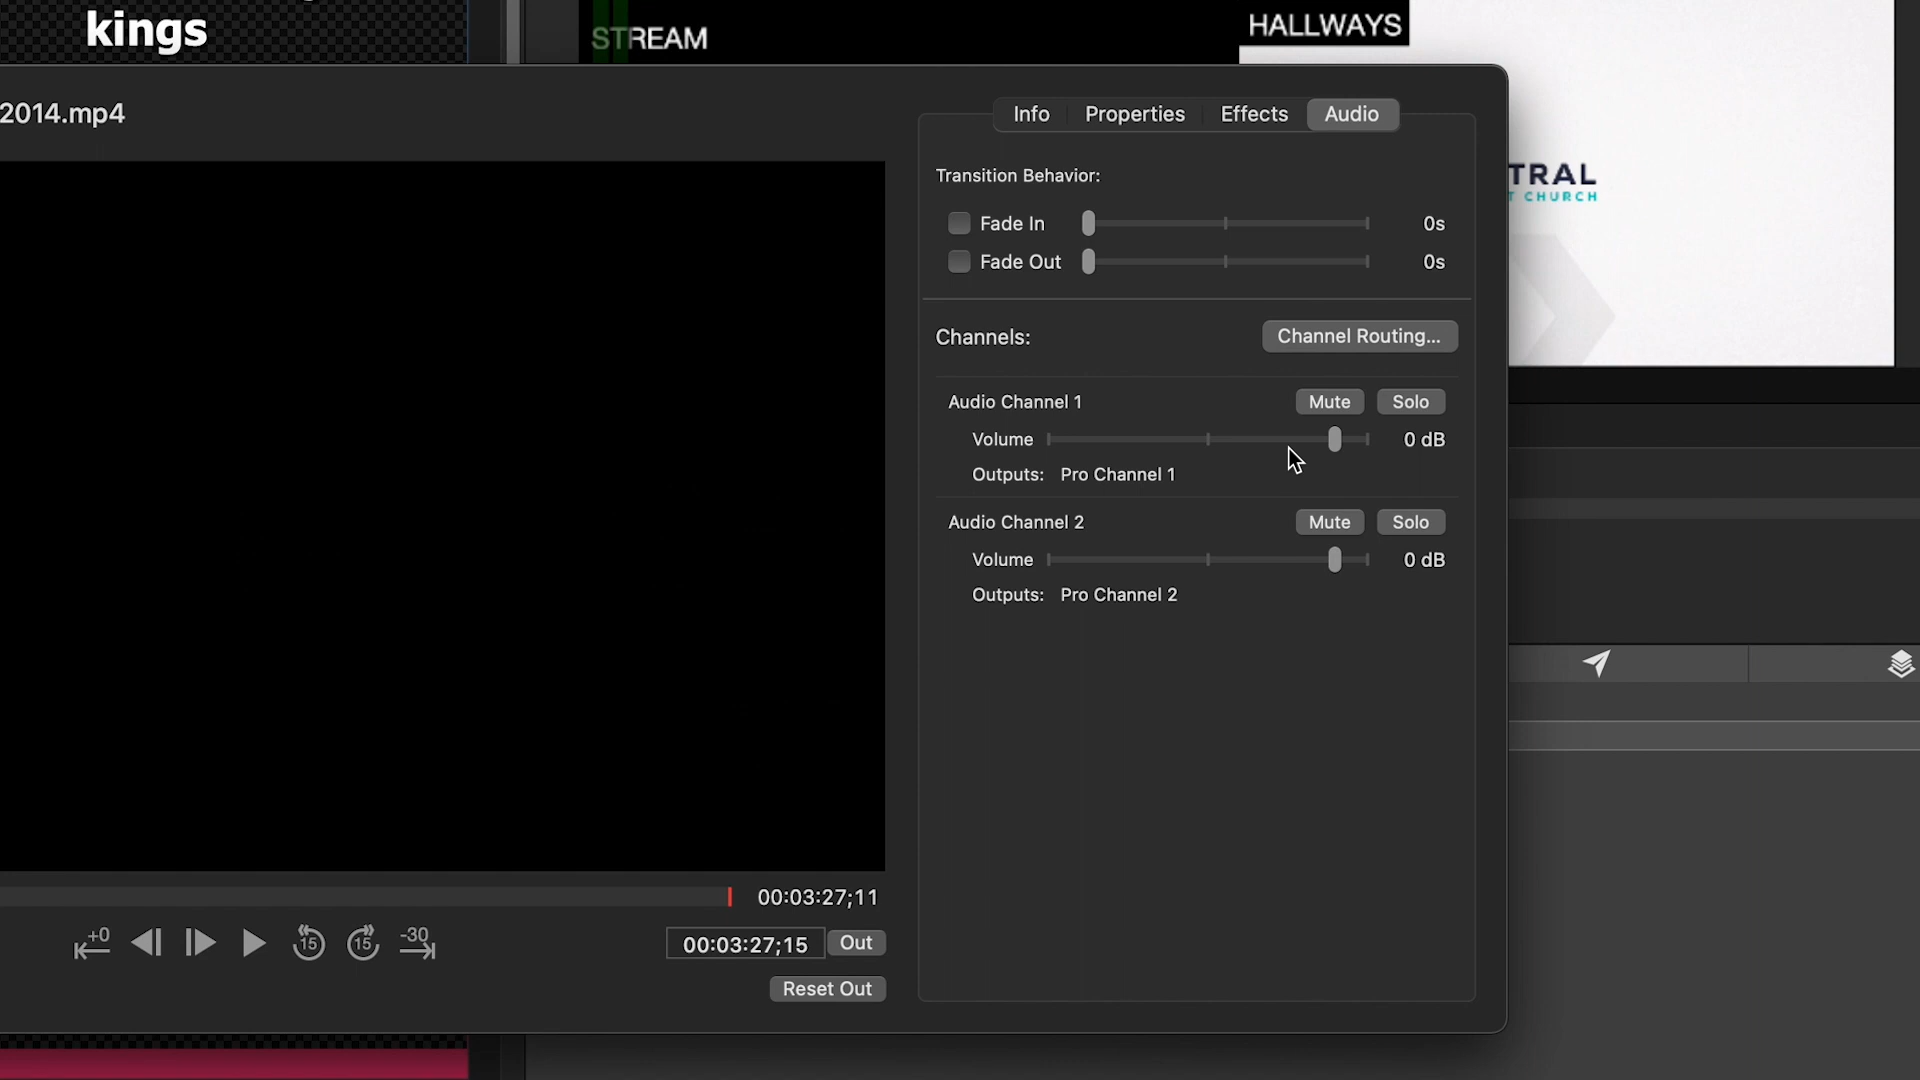 kings
STREAM
HALLWAYS
2014.mp4
Info Properties Effects Audio
TRAL
T CHURCH
Transition Behavior:
Fade In 0s
Fade Out 0s
Channels: Channel Routing...
Audio Channel 1 Mute Solo
Volume 0 dB
Outputs: Pro Channel 1
Audio Channel 2 Mute Solo
Volume 0 dB
Outputs: Pro Channel 2
00:03:27;11
+0 15 15 -30 00:03:27;15 Out
Reset Out